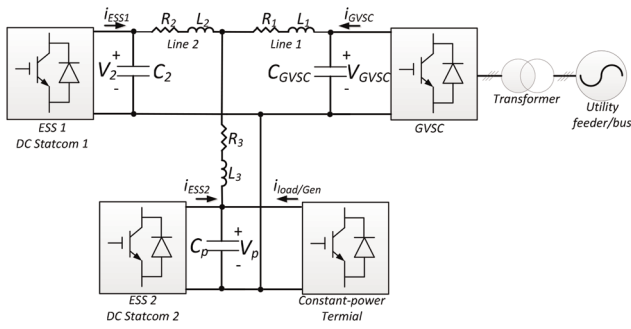 i_ESS1
R_2
L_2
R_1
L_1
i_GVSC
Line 2
Line 1
V_2
+
-
C_2
C_GVSC
+
-
V_GVSC
ESS 1
DC Statcom 1
GVSC
Transformer
Utility
feeder/bus
R_3
L_3
i_ESS2
i_load/Gen
C_p
+
-
V_p
ESS 2
DC Statcom 2
Constant-power
Termial